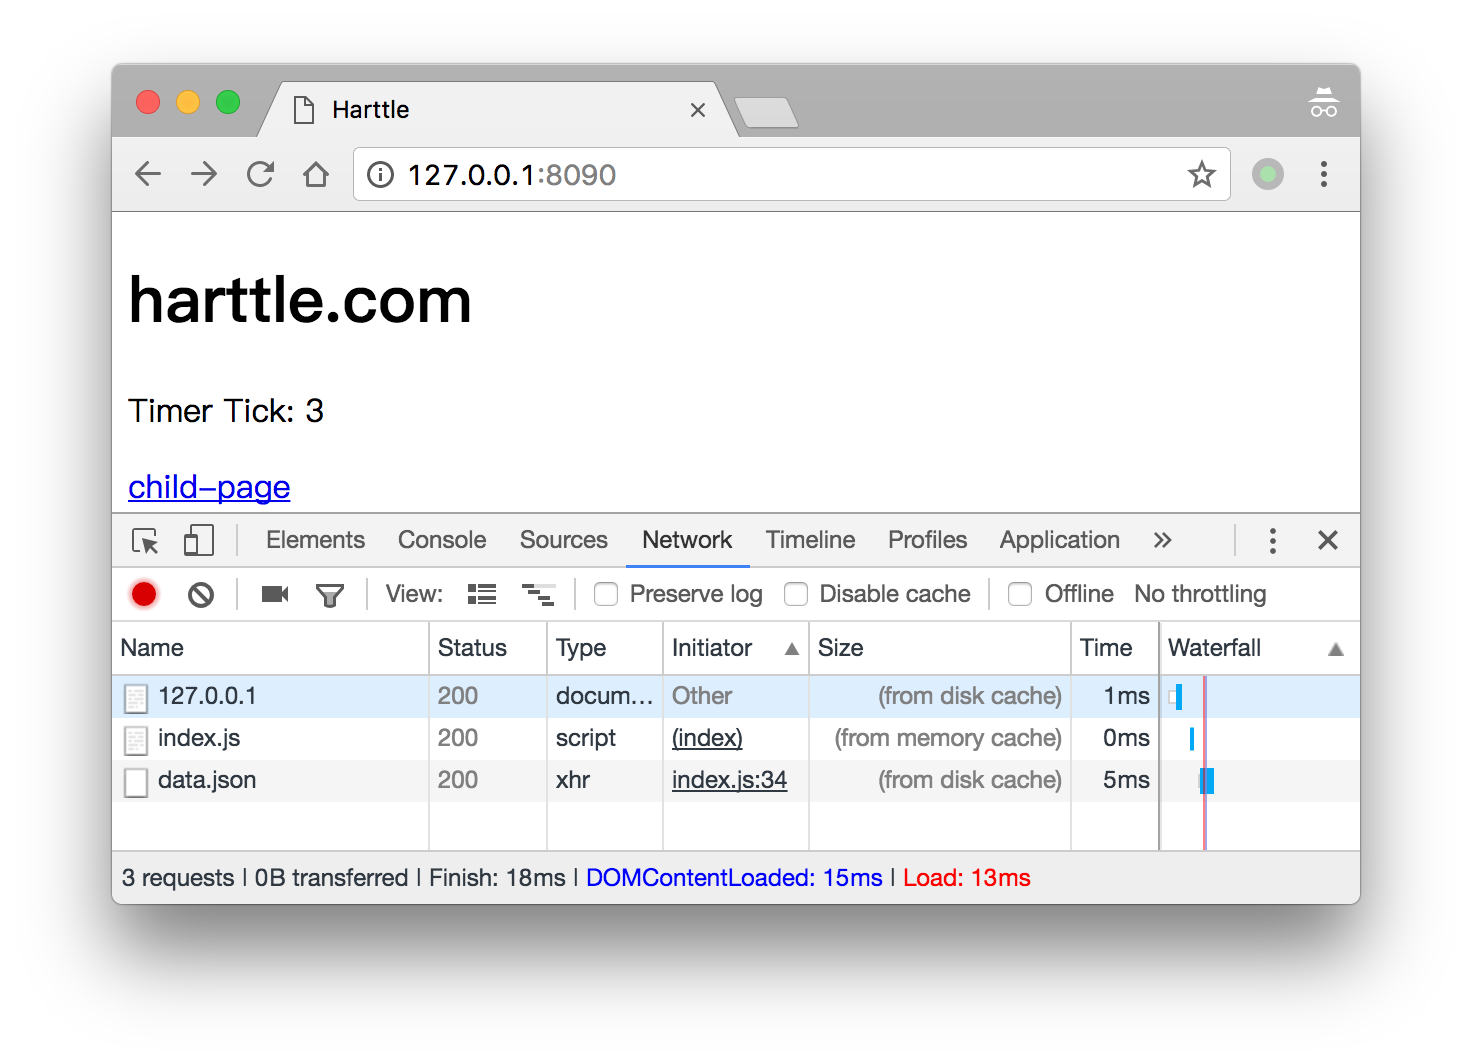 Harttle
127.0.0.1:8090
harttle.com
Timer Tick: 3
child-page
Elements Console Sources Network Timeline Profiles Application
View: Preserve log Disable cache Offline No throttling
Name Status Type Initiator ▲ Size Time Waterfall ▲
127.0.0.1 200 docum... Other (from disk cache) 1ms
index.js 200 script (index) (from memory cache) 0ms
data.json 200 xhr index.js:34 (from disk cache) 5ms
3 requests | 0B transferred | Finish: 18ms | DOMContentLoaded: 15ms | Load: 13ms